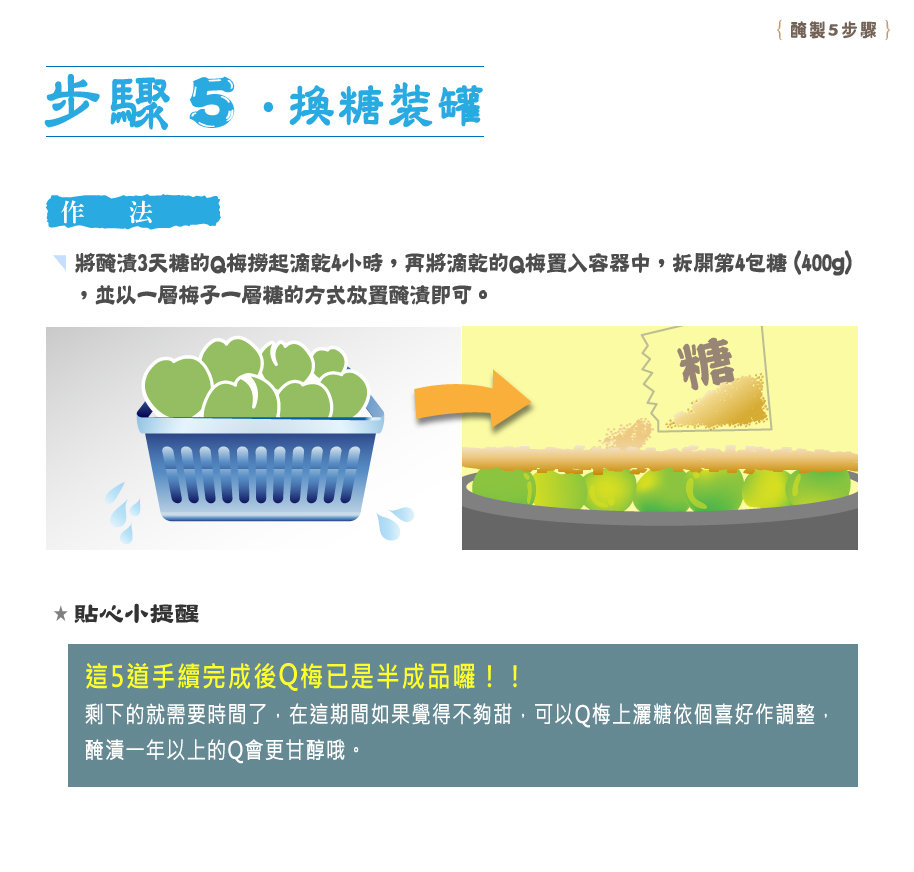 { 醃製5步驟 }
步驟 5 · 換糖裝罐
作 法
將醃漬3天糖的Q梅撈起滴乾4小時，再將滴乾的Q梅置入容器中，拆開第4包糖 (400g)
，並以一層梅子一層糖的方式放置醃漬即可。
糖
★ 貼心小提醒
這5道手續完成後Q梅已是半成品囉！！
剩下的就需要時間了，在這期間如果覺得不夠甜，可以Q梅上灑糖依個喜好作調整，
醃漬一年以上的Q會更甘醇哦。